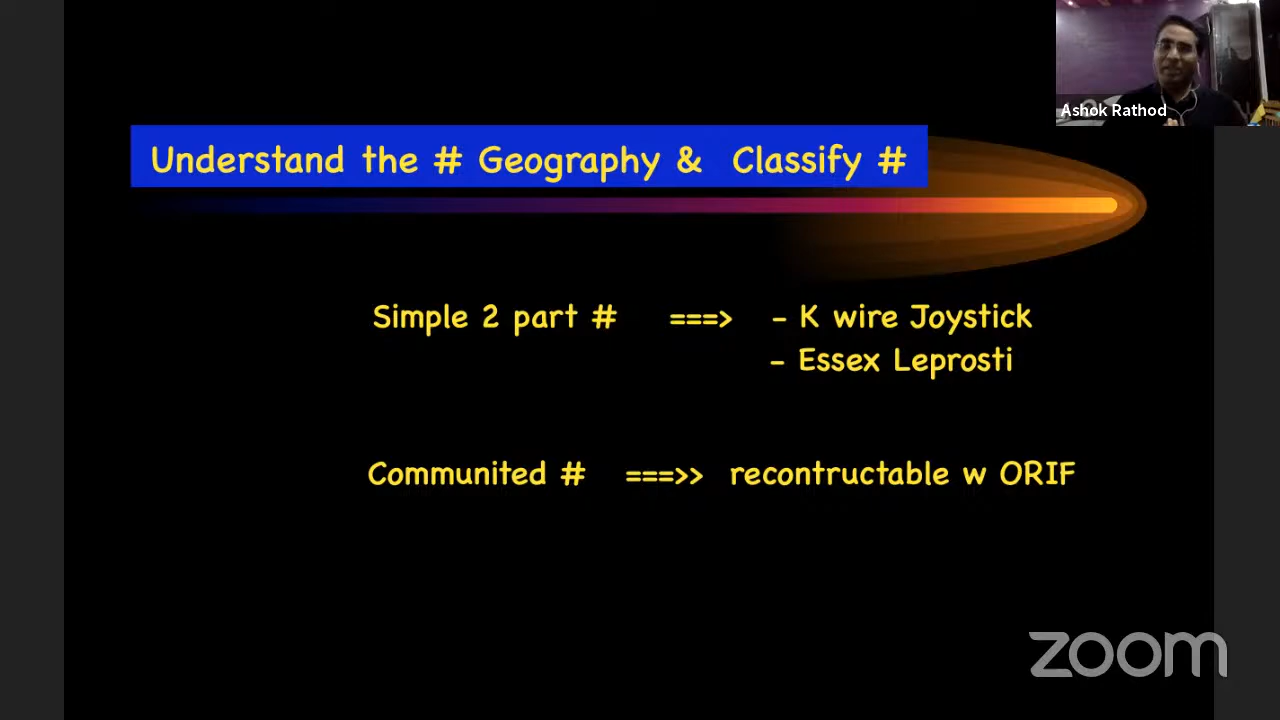 Ashok Rathod
Understand the # Geography & Classify #
Simple 2 part # ===> - K wire Joystick
- Essex Leprosti
Communited # ===>> recontructable w ORIF
zoom